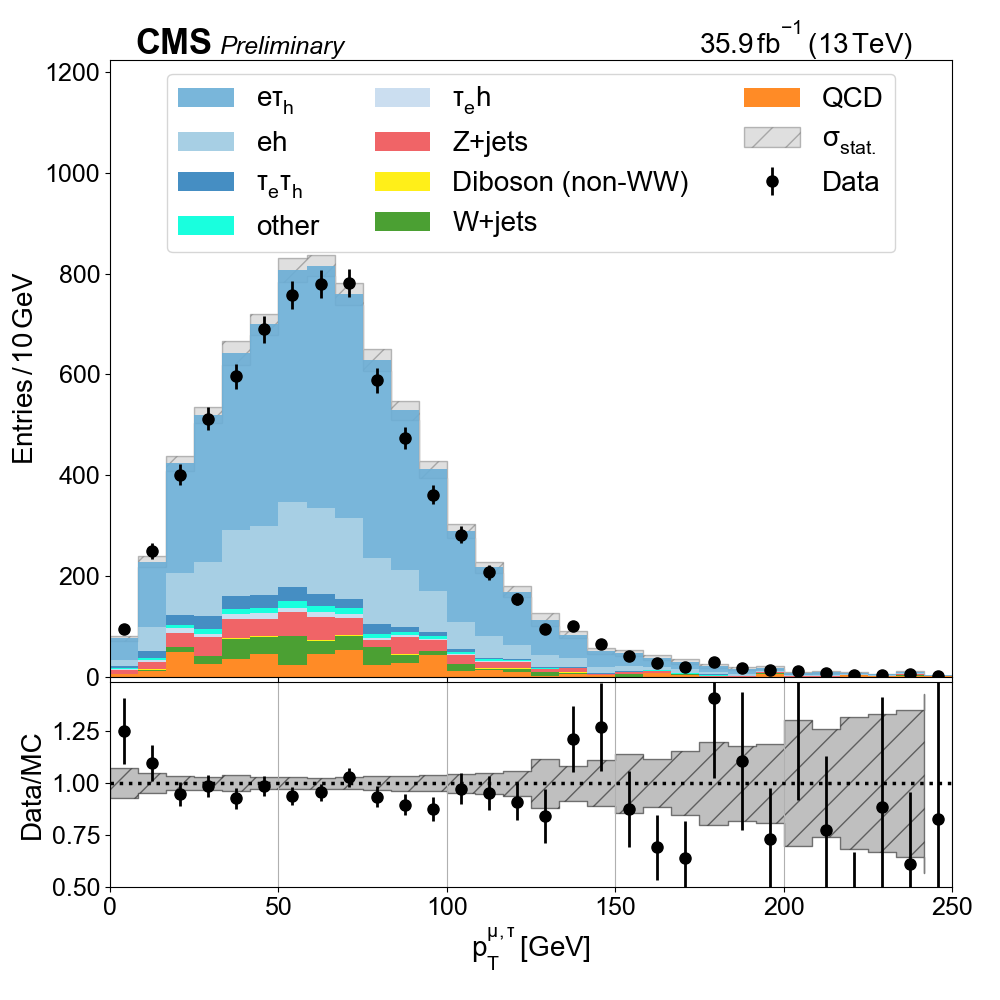 CMS Preliminary 35.9 fb⁻¹ (13 TeV)
1200
1000
800
600
400
200
0
Entries / 10 GeV
eτh τeh QCD
eh Z+jets σstat.
τeτh Diboson (non-WW) Data
other W+jets
1.25
1.00
0.75
0.50
Data/MC
0 50 100 150 200 250
pTμ,τ [GeV]